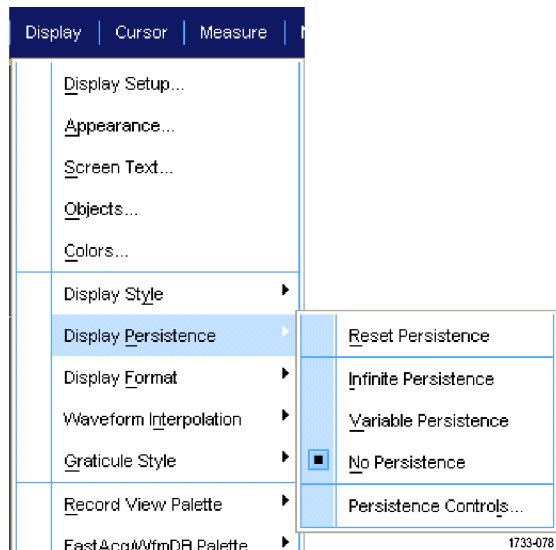 Display Cursor Measure
Display Setup...
Appearance...
Screen Text...
Objects...
Colors...
Display Style
Display Persistence
Display Format
Waveform Interpolation
Graticule Style
Record View Palette
FastAcq/WfmDB Palette
Reset Persistence
Infinite Persistence
Variable Persistence
No Persistence
Persistence Controls...
1733-078